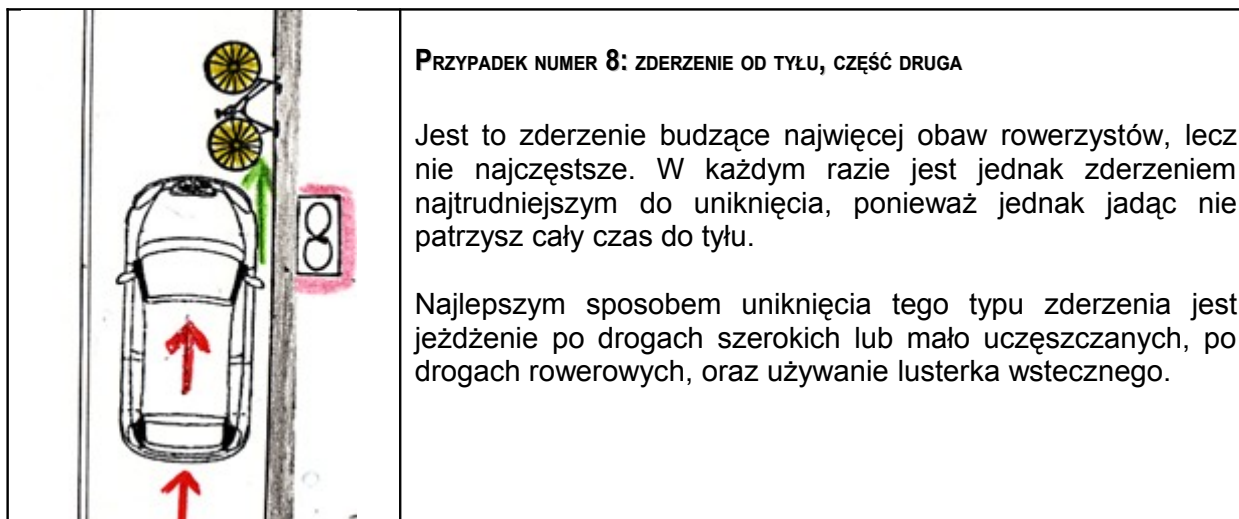 PRZYPADEK NUMER 8: ZDERZENIE OD TYŁU, CZĘŚĆ DRUGA
Jest to zderzenie budzące najwięcej obaw rowerzystów, lecz
nie najczęstsze. W każdym razie jest jednak zderzeniem
najtrudniejszym do uniknięcia, ponieważ jednak jadąc nie
patrzysz cały czas do tyłu.
Najlepszym sposobem uniknięcia tego typu zderzenia jest
jeżdżenie po drogach szerokich lub mało uczęszczanych, po
drogach rowerowych, oraz używanie lusterka wstecznego.
8